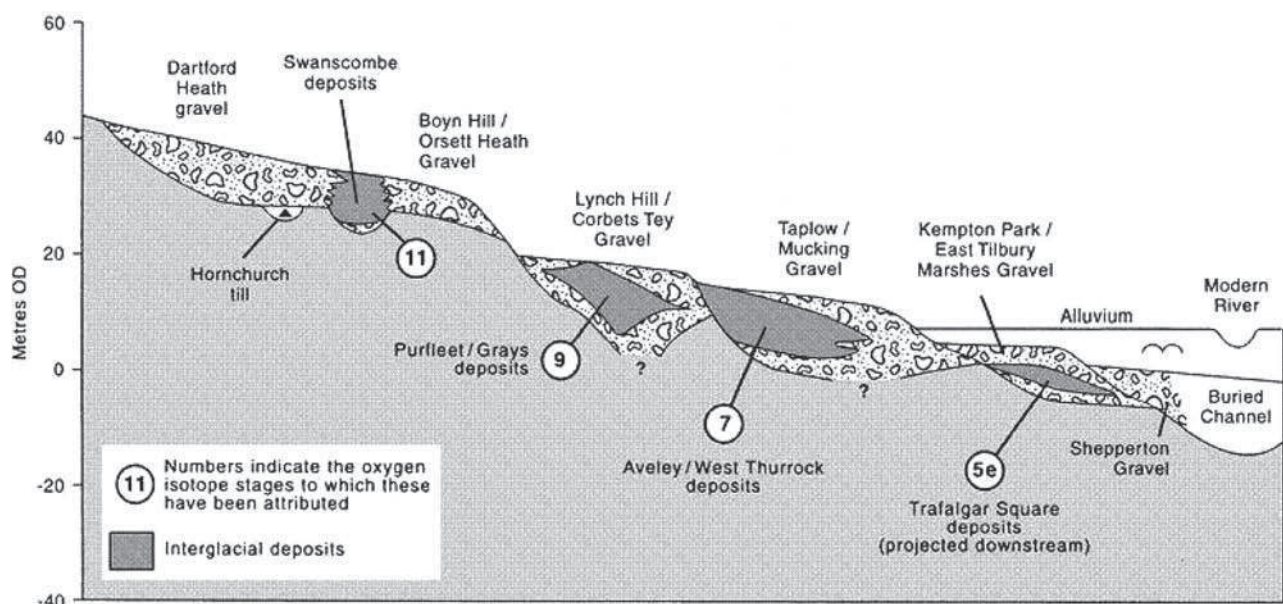 60
40
20
0
-20
-40
Metres OD
Dartford
Heath
gravel
Swanscombe
deposits
Boyn Hill /
Orsett Heath
Gravel
Hornchurch
till
11
Lynch Hill /
Corbets Tey
Gravel
Purfleet / Grays
deposits
9
?
Taplow /
Mucking
Gravel
7
?
Aveley / West Thurrock
deposits
Kempton Park /
East Tilbury
Marshes Gravel
5e
Trafalgar Square
deposits
(projected downstream)
Alluvium
Modern
River
Buried
Channel
Shepperton
Gravel
11
Numbers indicate the oxygen
isotope stages to which these
have been attributed
Interglacial deposits